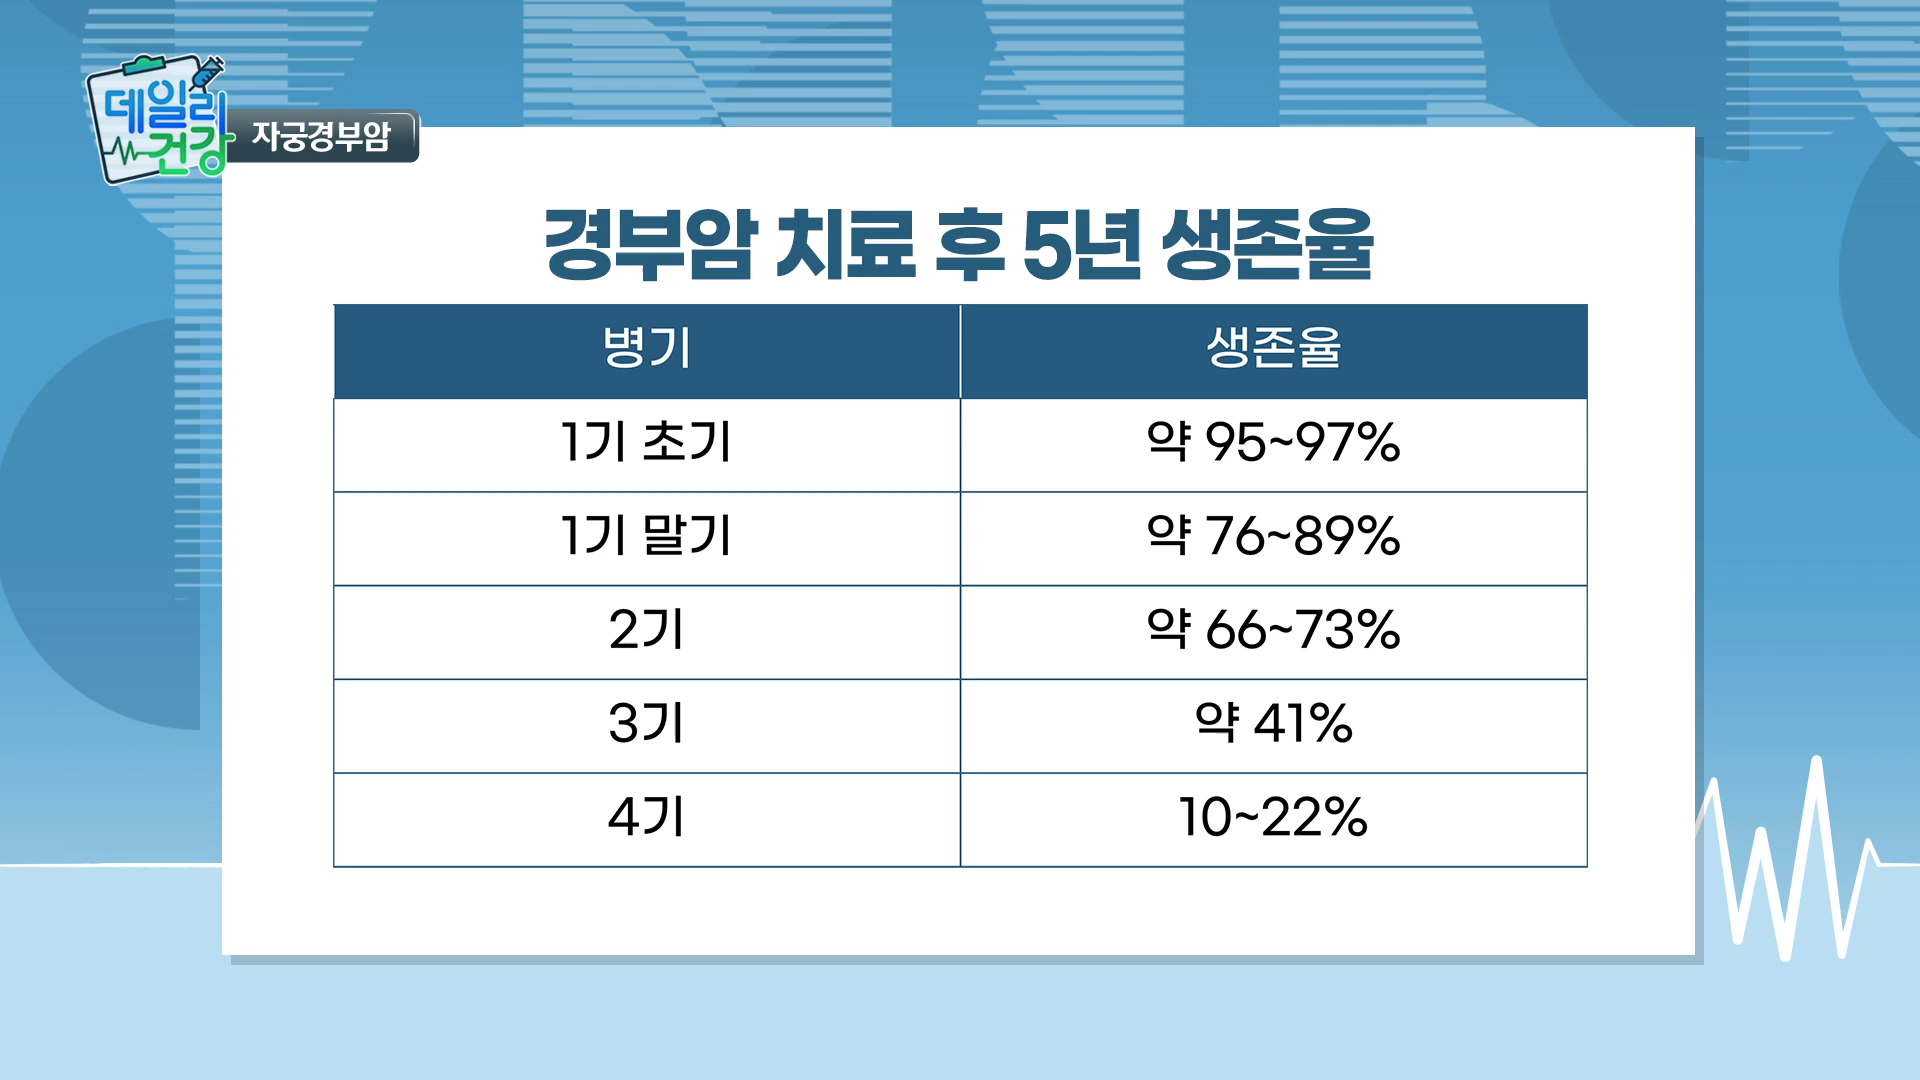 데일리
건강
자궁경부암
경부암 치료 후 5년 생존율
병기 생존율
1기 초기 약 95~97%
1기 말기 약 76~89%
2기 약 66~73%
3기 약 41%
4기 10~22%